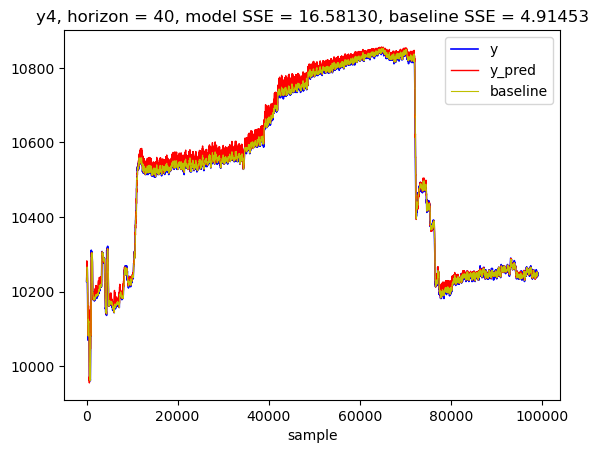 y4, horizon = 40, model SSE = 16.58130, baseline SSE = 4.91453
y
y_pred
baseline
10800
10600
10400
10200
10000
0 20000 40000 60000 80000 100000
sample